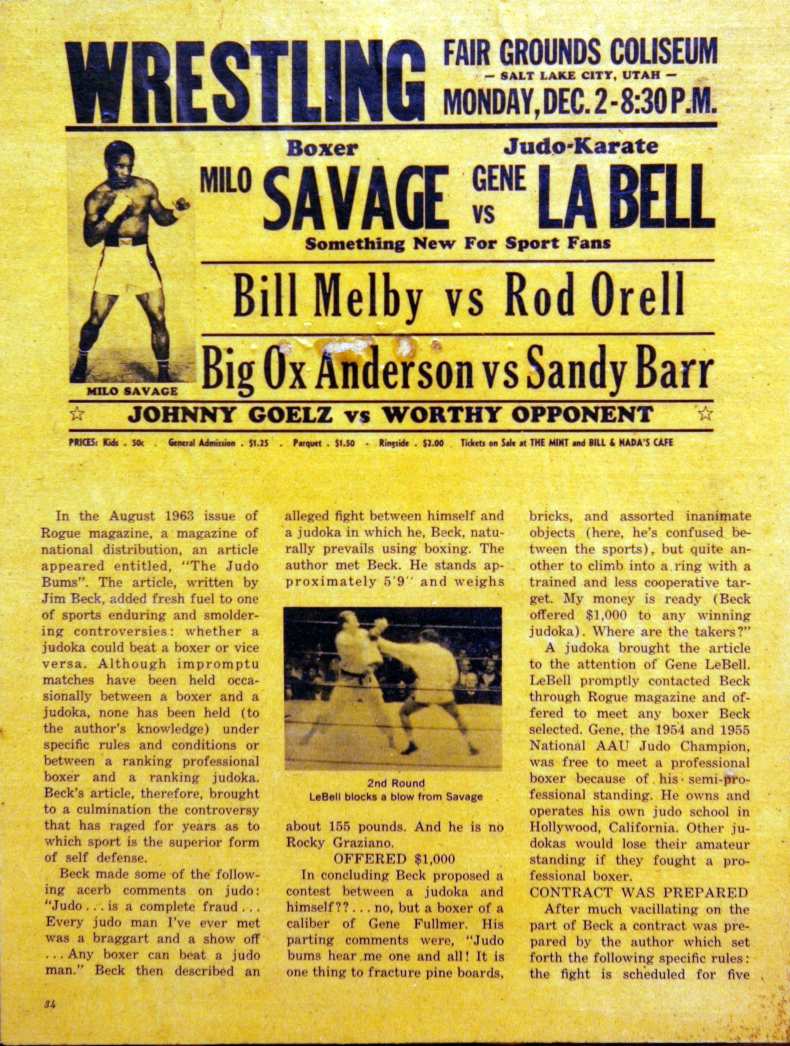 WRESTLING
FAIR GROUNDS COLISEUM
— SALT LAKE CITY, UTAH —
MONDAY, DEC. 2 - 8:30 P.M.
Boxer
Judo-Karate
MILO SAVAGE VS GENE LA BELL
Something New For Sport Fans
Bill Melby vs Rod Orell
Big Ox Anderson vs Sandy Barr
MILO SAVAGE
☆ JOHNNY GOELZ vs WORTHY OPPONENT ☆
PRICES: Kids . 50c . General Admission . $1.25 . Parquet . $1.50 - Ringside . $2.00 Tickets on Sale at THE MINT and BILL & NADA'S CAFE
In the August 1963 issue of
Rogue magazine, a magazine of
national distribution, an article
appeared entitled, "The Judo
Bums". The article, written by
Jim Beck, added fresh fuel to one
of sports enduring and smolder-
ing controversies: whether a
judoka could beat a boxer or vice
versa. Although impromptu
matches have been held occa-
sionally between a boxer and a
judoka, none has been held (to
the author's knowledge) under
specific rules and conditions or
between a ranking professional
boxer and a ranking judoka.
Beck's article, therefore, brought
to a culmination the controversy
that has raged for years as to
which sport is the superior form
of self defense.
Beck made some of the follow-
ing acerb comments on judo:
"Judo . . . is a complete fraud . . .
Every judo man I've ever met
was a braggart and a show off
. . . Any boxer can beat a judo
man." Beck then described an
alleged fight between himself and
a judoka in which he, Beck, natu-
rally prevails using boxing. The
author met Beck. He stands ap-
proximately 5'9" and weighs
2nd Round
LeBell blocks a blow from Savage
about 155 pounds. And he is no
Rocky Graziano.
OFFERED $1,000
In concluding Beck proposed a
contest between a judoka and
himself?? . . . no, but a boxer of a
caliber of Gene Fullmer. His
parting comments were, "Judo
bums hear me one and all! It is
one thing to fracture pine boards,
bricks, and assorted inanimate
objects (here, he's confused be-
tween the sports), but quite an-
other to climb into a ring with a
trained and less cooperative tar-
get. My money is ready (Beck
offered $1,000 to any winning
judoka). Where are the takers?"
A judoka brought the article
to the attention of Gene LeBell.
LeBell promptly contacted Beck
through Rogue magazine and of-
fered to meet any boxer Beck
selected. Gene, the 1954 and 1955
National AAU Judo Champion,
was free to meet a professional
boxer because of his semi-pro-
fessional standing. He owns and
operates his own judo school in
Hollywood, California. Other ju-
dokas would lose their amateur
standing if they fought a pro-
fessional boxer.
CONTRACT WAS PREPARED
After much vacillating on the
part of Beck a contract was pre-
pared by the author which set
forth the following specific rules:
the fight is scheduled for five
34